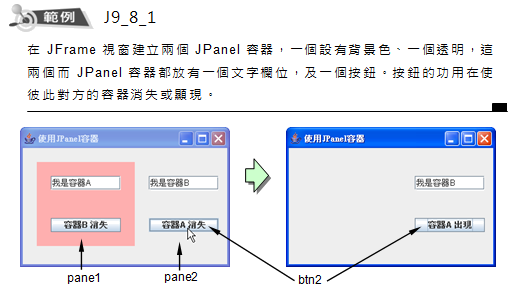 範例 J9_8_1
在 JFrame 視窗建立兩個 JPanel 容器，一個設有背景色、一個透明，這
兩個而 JPanel 容器都放有一個文字欄位，及一個按鈕。按鈕的功用在使
彼此對方的容器消失或顯現。
使用JPanel容器 使用JPanel容器
我是容器A 我是容器B 我是容器B
容器B 消失 容器A 消失 容器A 出現
pane1 pane2 btn2